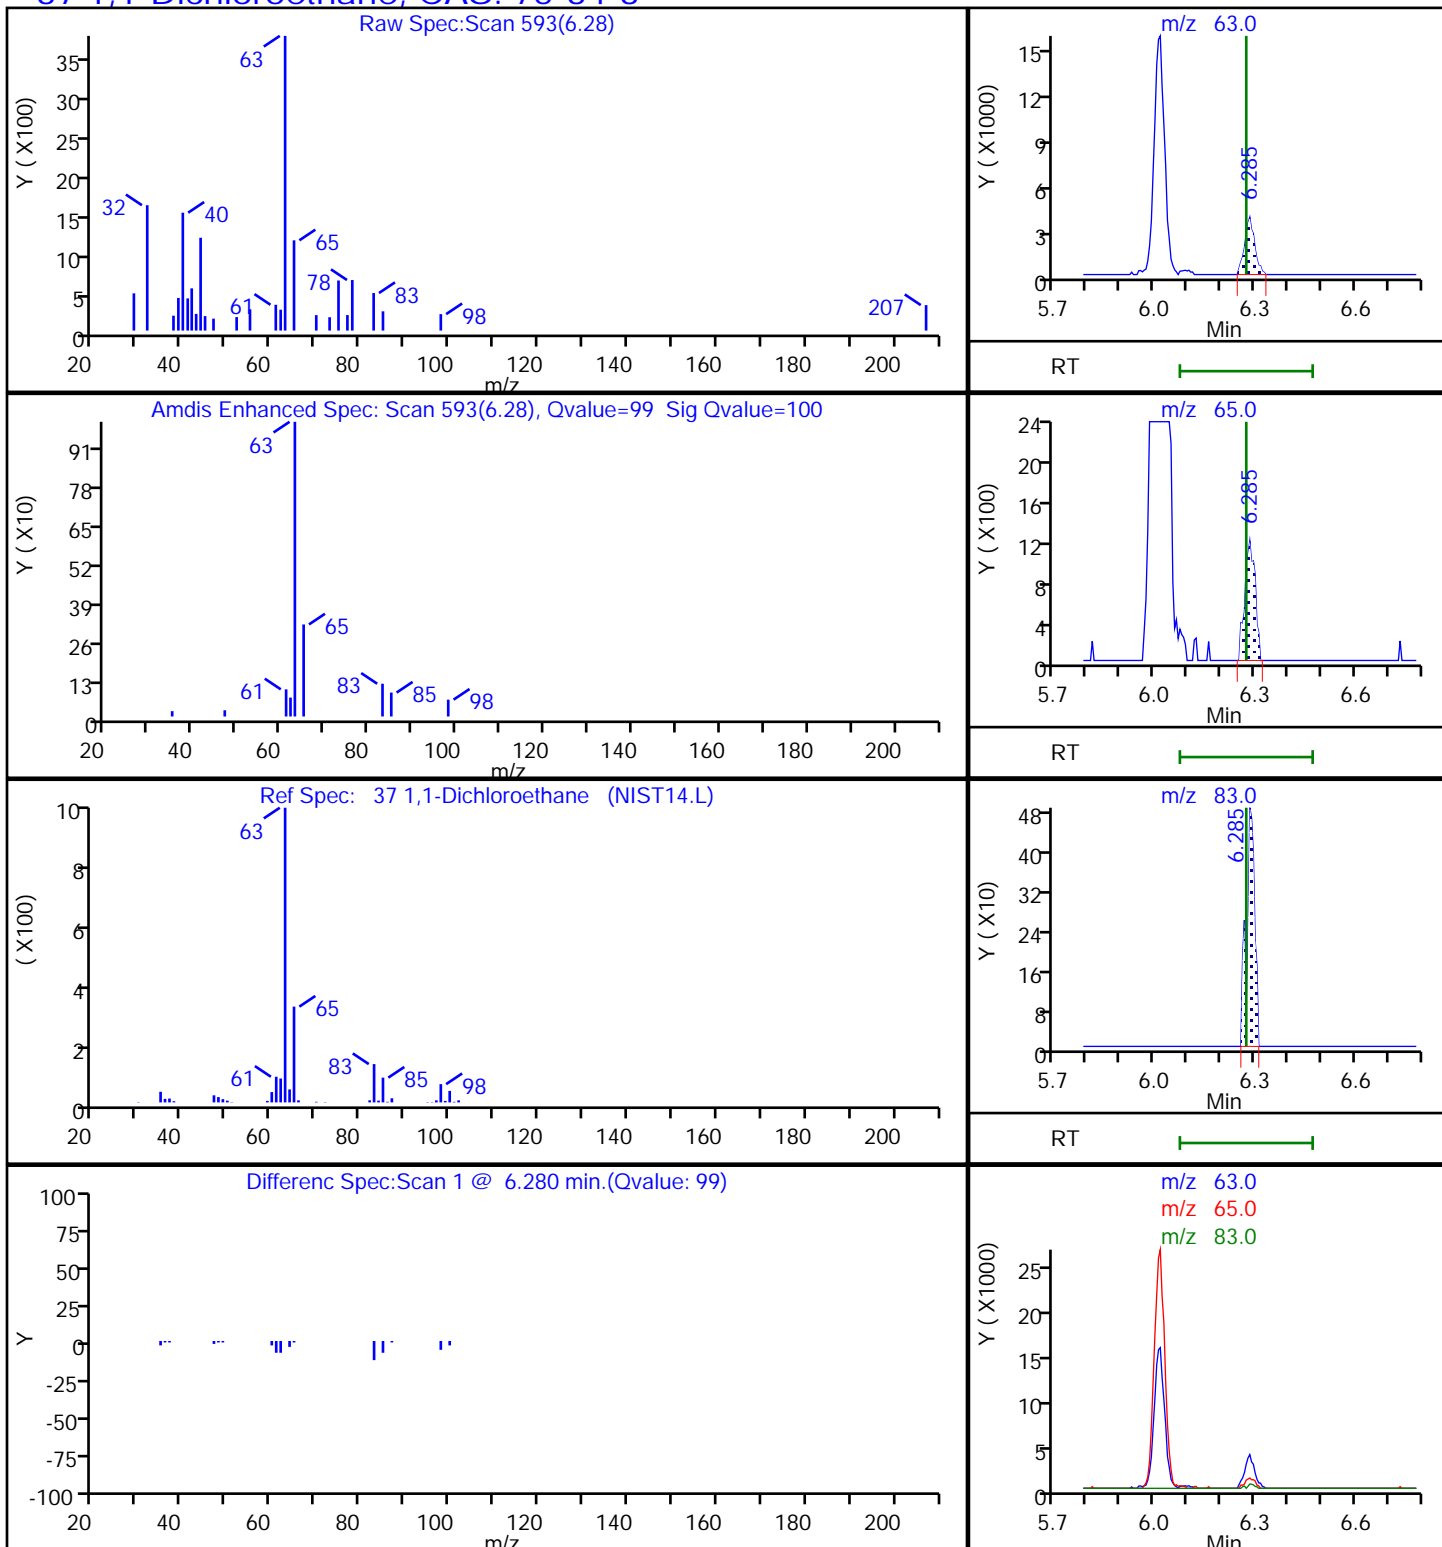 Raw Spec:Scan 593(6.28)
Y ( X100)
35
30
25
20
15
10
5
0
63
32
40
65
61
78
83
98
207
20 40 60 80 100 120 140 160 180 200
m/z
m/z 63.0
Y ( X1000)
15
12
9
6
3
0
6.285
5.7 6.0 6.3 6.6
Min
RT
Amdis Enhanced Spec: Scan 593(6.28), Qvalue=99 Sig Qvalue=100
Y ( X10)
91
78
65
52
39
26
13
0
63
65
61
83
85
98
20 40 60 80 100 120 140 160 180 200
m/z
m/z 65.0
Y ( X100)
24
20
16
12
8
4
0
6.285
5.7 6.0 6.3 6.6
Min
RT
Ref Spec: 37 1,1-Dichloroethane (NIST14.L)
( X100)
10
8
6
4
2
0
63
65
61
83
85
98
20 40 60 80 100 120 140 160 180 200
m/z 83.0
Y ( X10)
48
40
32
24
16
8
0
6.285
5.7 6.0 6.3 6.6
Min
RT
Differenc Spec:Scan 1 @ 6.280 min.(Qvalue: 99)
Y
100
75
50
25
0
-25
-50
-75
-100
20 40 60 80 100 120 140 160 180 200
m/z
m/z 63.0
m/z 65.0
m/z 83.0
Y ( X1000)
25
20
15
10
5
0
5.7 6.0 6.3 6.6
Min